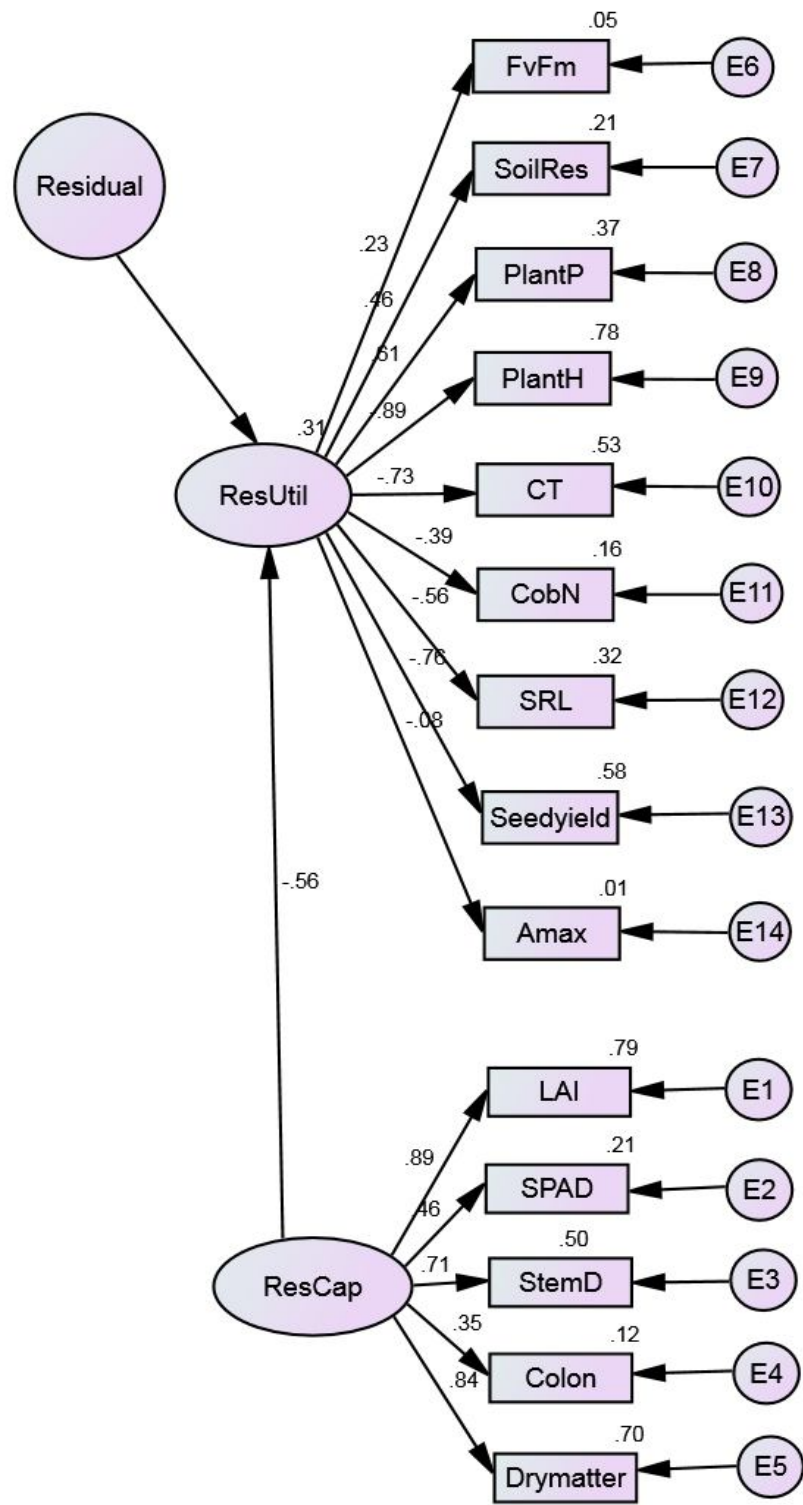 .05
FvFm
E6
Residual
.21
SoilRes
E7
.23
.37
PlantP
E8
.46
.61
.78
PlantH
E9
-.89
.31
ResUtil
-.73
.53
CT
E10
-.39
.16
CobN
E11
-.56
.32
SRL
E12
-.76
-.08
.58
Seedyield
E13
-.56
.01
Amax
E14
.79
LAI
E1
.89
.21
SPAD
E2
.46
ResCap
.71
.50
StemD
E3
.35
.12
Colon
E4
.84
.70
Drymatter
E5